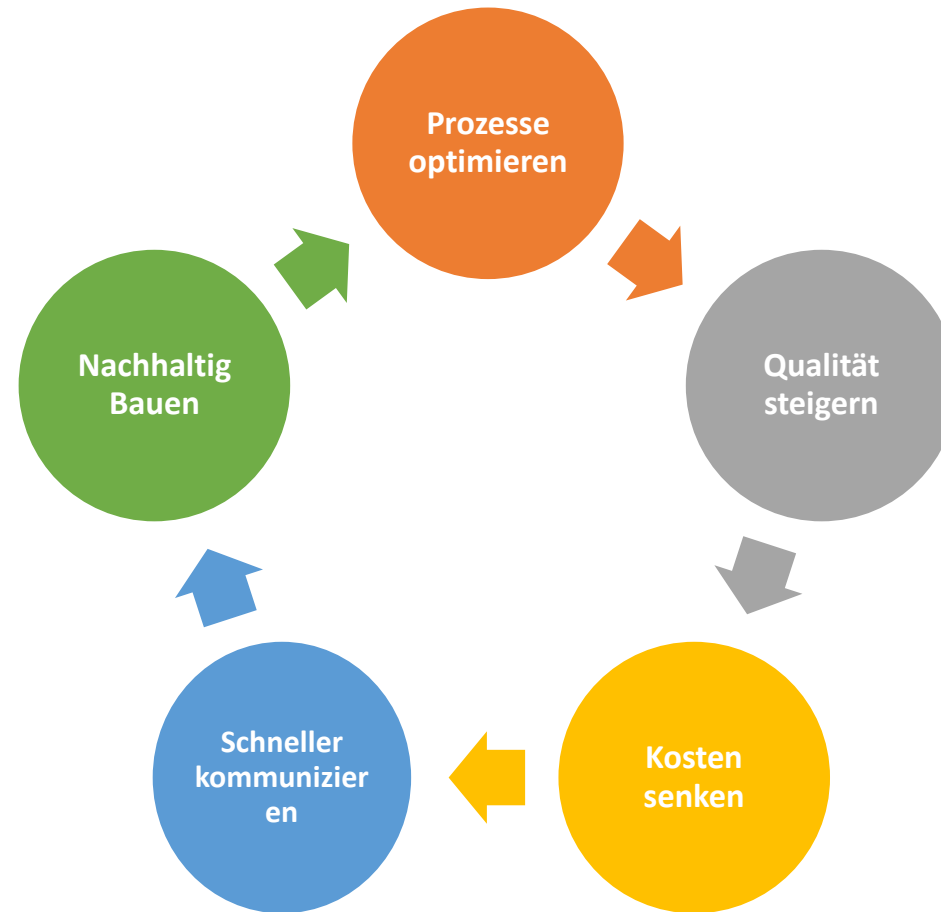 Prozesse
optimieren
Qualität
steigern
Kosten
senken
Schneller
kommunizier
en
Nachhaltig
Bauen